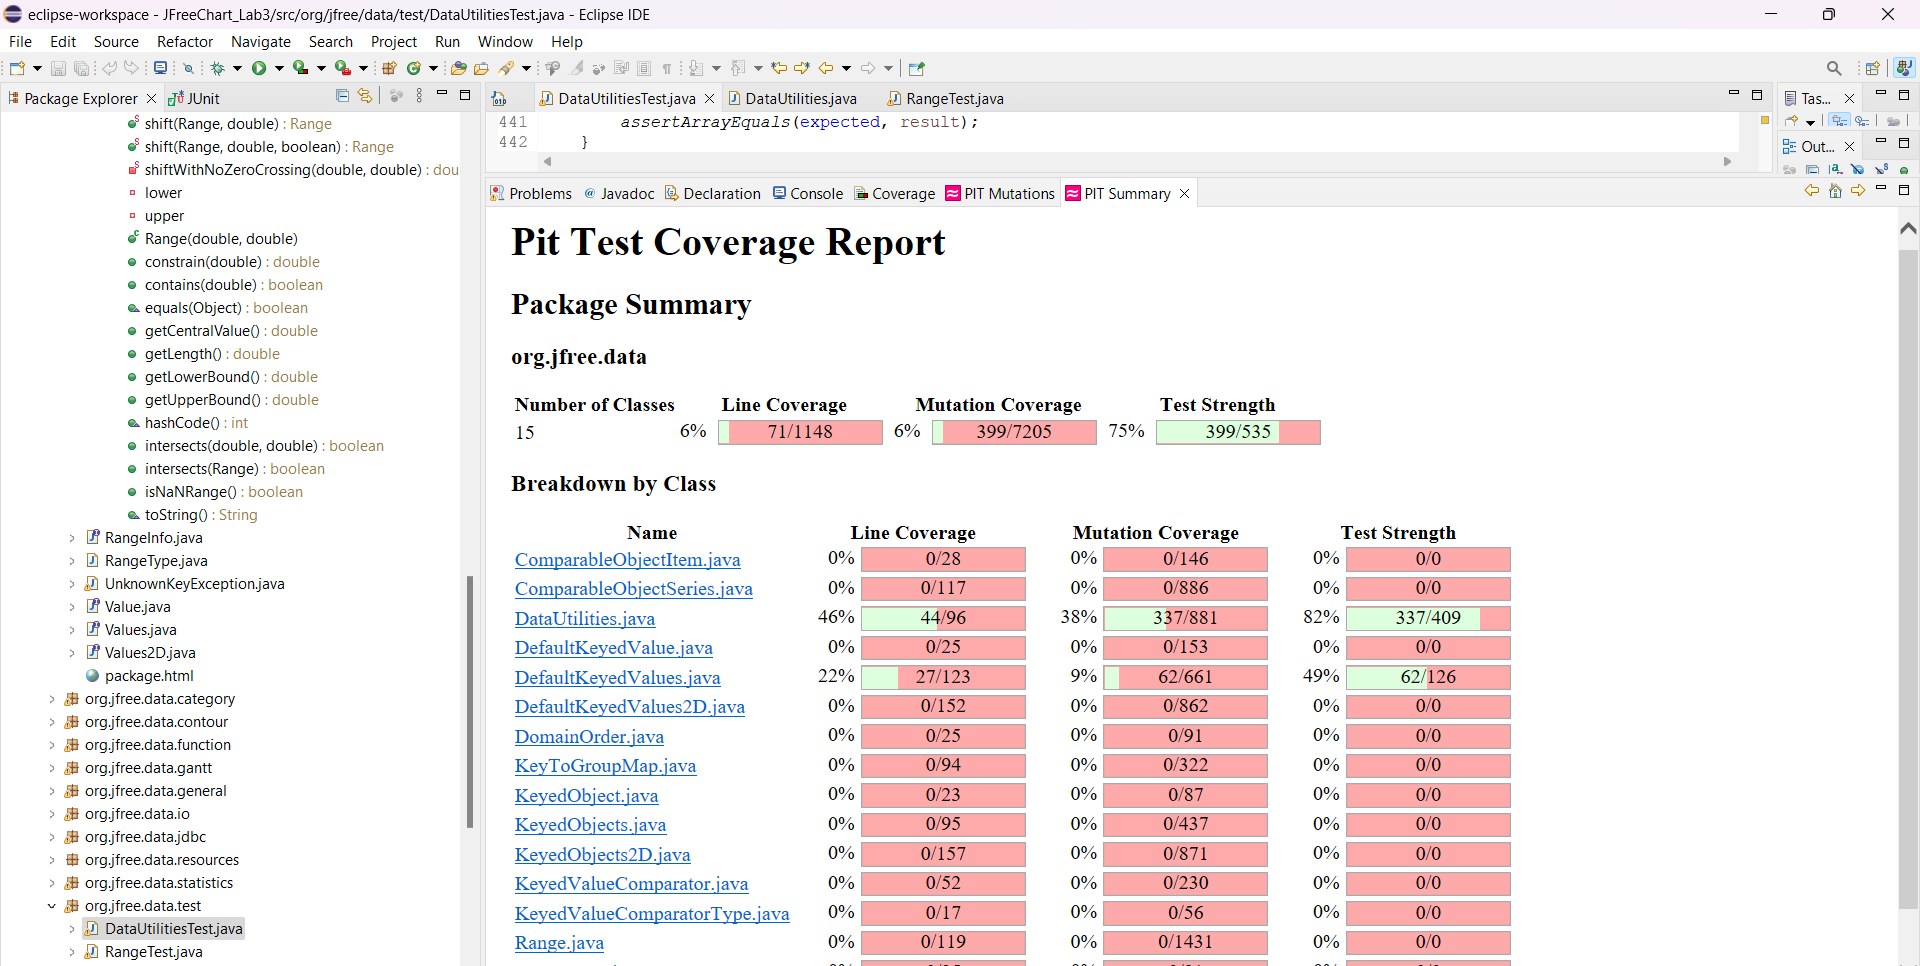 eclipse-workspace - JFreeChart_Lab3/src/org/jfree/data/test/DataUtilitiesTest.java - Eclipse IDE
File Edit Source Refactor Navigate Search Project Run Window Help
Package Explorer JUnit
shift(Range, double) : Range
shift(Range, double, boolean) : Range
shiftWithNoZeroCrossing(double, double) : dou
lower
upper
Range(double, double)
constrain(double) : double
contains(double) : boolean
equals(Object) : boolean
getCentralValue() : double
getLength() : double
getLowerBound() : double
getUpperBound() : double
hashCode() : int
intersects(double, double) : boolean
intersects(Range) : boolean
isNaNRange() : boolean
toString() : String
RangeInfo.java
RangeType.java
UnknownKeyException.java
Value.java
Values.java
Values2D.java
package.html
org.jfree.data.category
org.jfree.data.contour
org.jfree.data.function
org.jfree.data.gantt
org.jfree.data.general
org.jfree.data.io
org.jfree.data.jdbc
org.jfree.data.resources
org.jfree.data.statistics
org.jfree.data.test
DataUtilitiesTest.java
RangeTest.java
DataUtilitiesTest.java DataUtilities.java RangeTest.java
441 assertArrayEquals(expected, result);
442 }
Tas...
Out...
Problems @ Javadoc Declaration Console Coverage PIT Mutations PIT Summary
Pit Test Coverage Report
Package Summary
org.jfree.data
Number of Classes Line Coverage Mutation Coverage Test Strength
15 6% 71/1148 6% 399/7205 75% 399/535
Breakdown by Class
Name Line Coverage Mutation Coverage Test Strength
ComparableObjectItem.java 0% 0/28 0% 0/146 0% 0/0
ComparableObjectSeries.java 0% 0/117 0% 0/886 0% 0/0
DataUtilities.java 46% 44/96 38% 337/881 82% 337/409
DefaultKeyedValue.java 0% 0/25 0% 0/153 0% 0/0
DefaultKeyedValues.java 22% 27/123 9% 62/661 49% 62/126
DefaultKeyedValues2D.java 0% 0/152 0% 0/862 0% 0/0
DomainOrder.java 0% 0/25 0% 0/91 0% 0/0
KeyToGroupMap.java 0% 0/94 0% 0/322 0% 0/0
KeyedObject.java 0% 0/23 0% 0/87 0% 0/0
KeyedObjects.java 0% 0/95 0% 0/437 0% 0/0
KeyedObjects2D.java 0% 0/157 0% 0/871 0% 0/0
KeyedValueComparator.java 0% 0/52 0% 0/230 0% 0/0
KeyedValueComparatorType.java 0% 0/17 0% 0/56 0% 0/0
Range.java 0% 0/119 0% 0/1431 0% 0/0